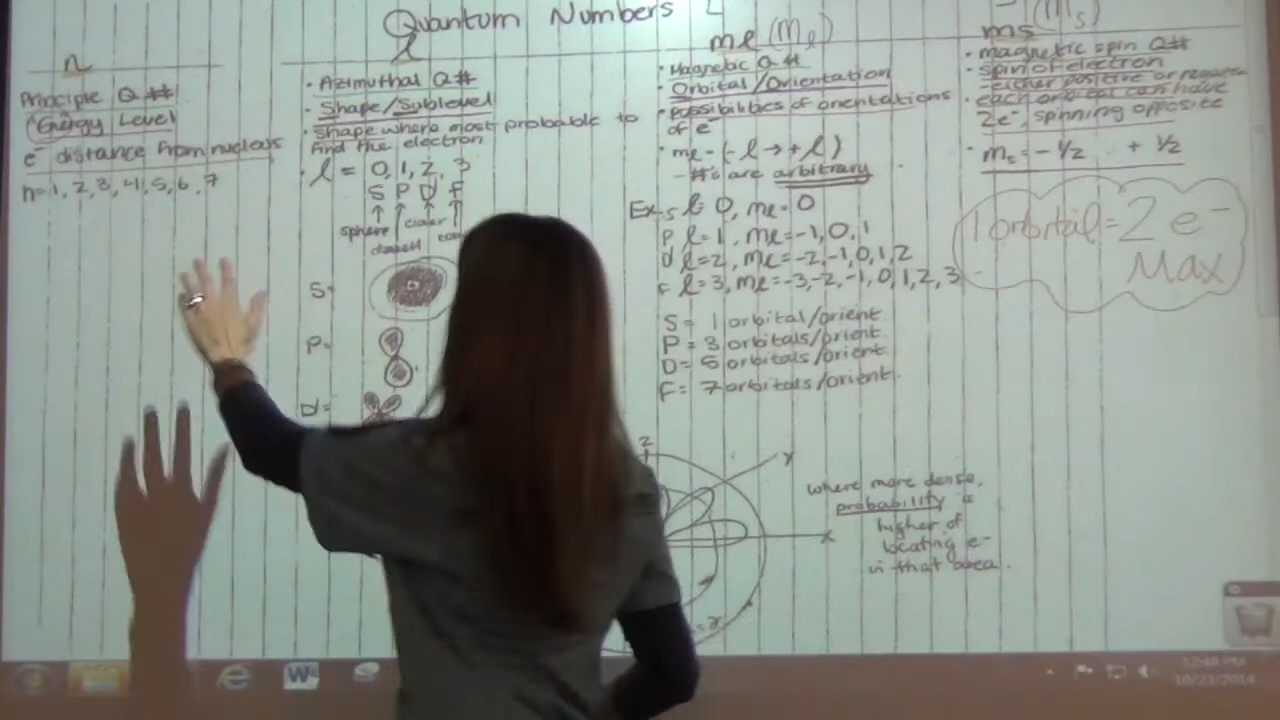 Quantum Numbers
n
Principle Q #
(Energy Level)
e⁻ distance from nucleus
n=1, 2, 3, 4, 5, 6, 7
l
• Azimuthal Q#
• Shape/Sublevel
• Shape where most probable to
find the electron
• l = 0, 1, 2, 3
S P D F
sphere
S=
P=
D=
ml (ml)
• Magnetic Q #
• Orbital/Orientation
• possibilities of orientations
of e⁻
• ml - (-l → + l)
- #'s are arbitrary
Ex. s l= 0, ml= 0
P l= 1, ml= -1, 0, 1
d l= 2, ml= -2, -1, 0, 1, 2
F l= 3, ml= -3, -2, -1, 0, 1, 2, 3
S = 1 orbital/orient
P = 3 orbitals/orient
D = 5 orbitals/orient
F = 7 orbitals/orient.
z
y
x
where more dense,
probability is
higher of
locating e-
in that area.
ms (ms)
• magnetic spin Q#
• spin of electron
- either positive or negative
• each orbital can have
2e⁻, spinning opposite
• ms = - 1/2 + 1/2
1 orbital = 2 e⁻
Max
12:48 PM
10/23/2014